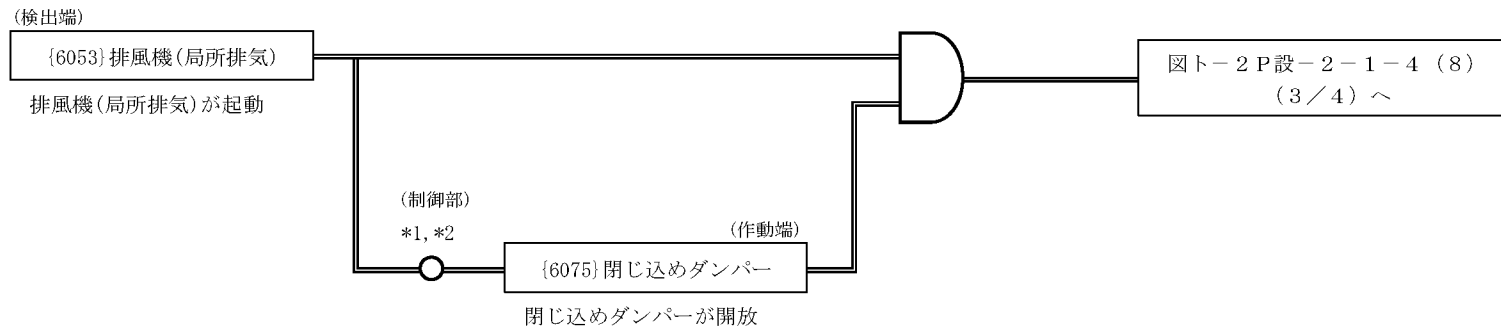 (検出端)
{6053}排風機(局所排気)
排風機(局所排気)が起動
図ト－２Ｐ設－２－１－４（８）
（３／４）へ
(制御部)
*1, *2
(作動端)
{6075}閉じ込めダンパー
閉じ込めダンパーが開放